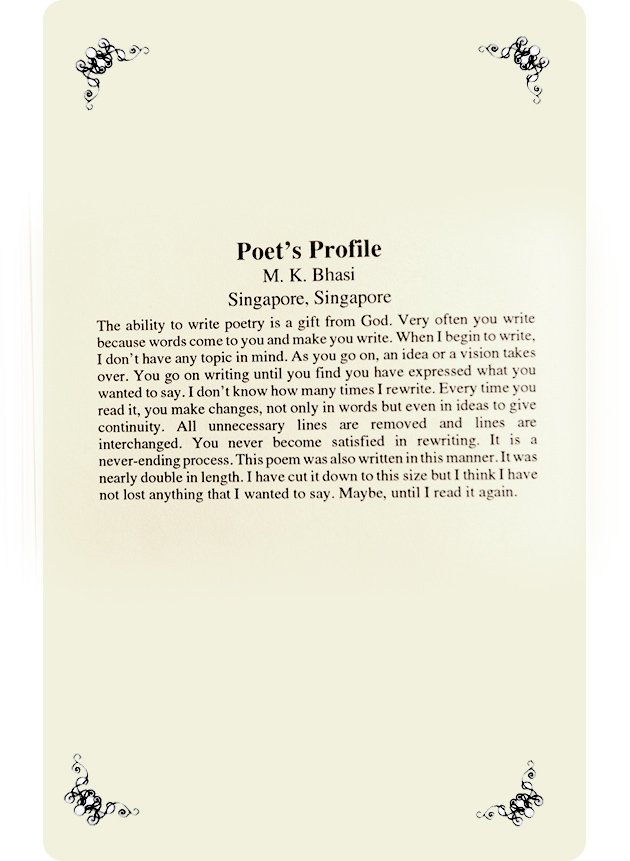 Poet's Profile
M. K. Bhasi
Singapore, Singapore
The ability to write poetry is a gift from God. Very often you write
because words come to you and make you write. When I begin to write,
I don't have any topic in mind. As you go on, an idea or a vision takes
over. You go on writing until you find you have expressed what you
wanted to say. I don't know how many times I rewrite. Every time you
read it, you make changes, not only in words but even in ideas to give
continuity. All unnecessary lines are removed and lines are
interchanged. You never become satisfied in rewriting. It is a
never-ending process. This poem was also written in this manner. It was
nearly double in length. I have cut it down to this size but I think I have
not lost anything that I wanted to say. Maybe, until I read it again.